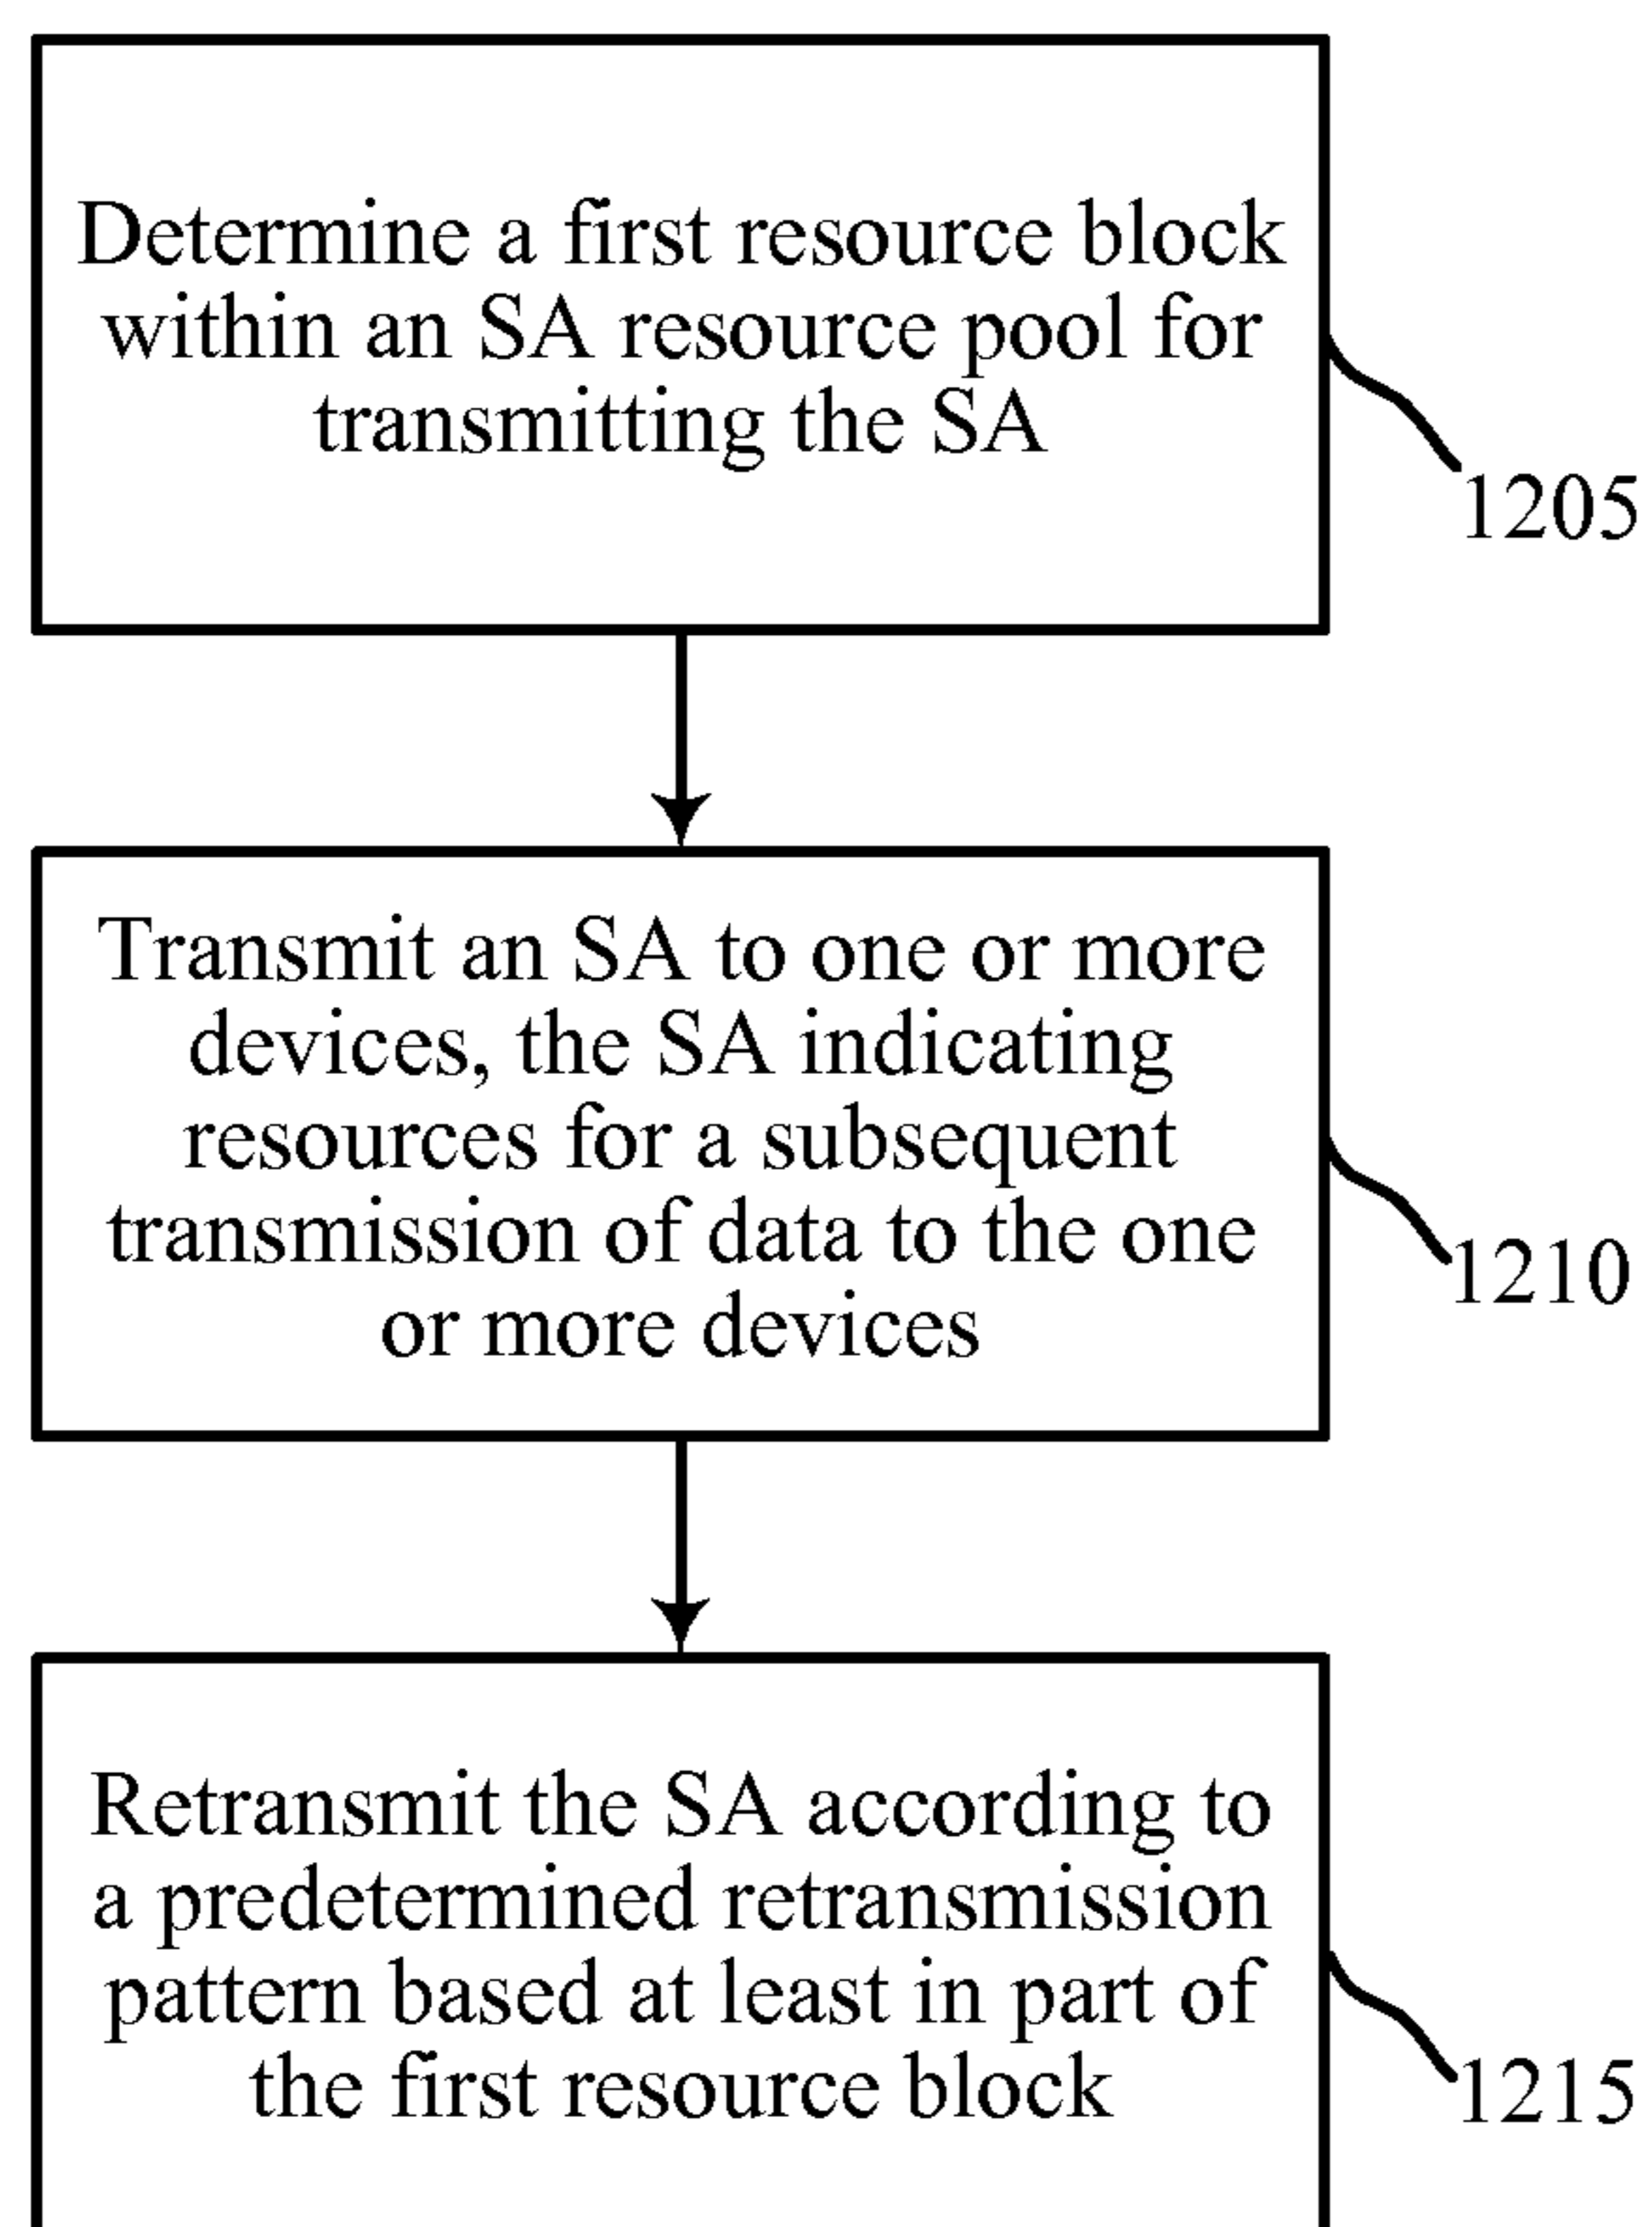 Determine a first resource block
within an SA resource pool for
transmitting the SA
1205
Transmit an SA to one or more
devices, the SA indicating
resources for a subsequent
transmission of data to the one
or more devices
1210
Retransmit the SA according to
a predetermined retransmission
pattern based at least in part of
the first resource block
1215